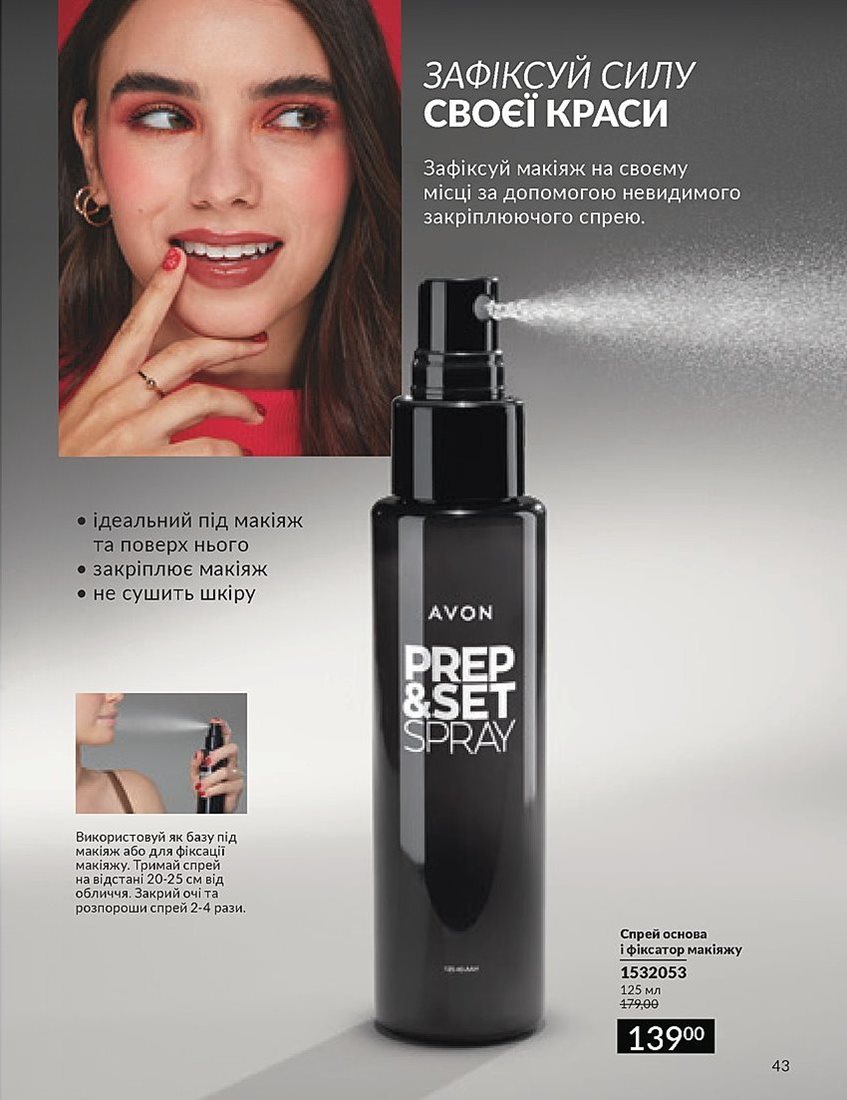 ЗАФІКСУЙ СИЛУ
СВОЄЇ КРАСИ
Зафіксуй макіяж на своєму
місці за допомогою невидимого
закріплюючого спрею.
• ідеальний під макіяж
та поверх нього
• закріплює макіяж
• не сушить шкіру
AVON
PREP
&SET
SPRAY
Використовуй як базу під
макіяж або для фіксації
макіяжу. Тримай спрей
на відстані 20-25 см від
обличчя. Закрий очі та
розпороши спрей 2-4 рази.
Спрей основа
і фіксатор макіяжу
1532053
125 мл
179,00
139⁰⁰
43